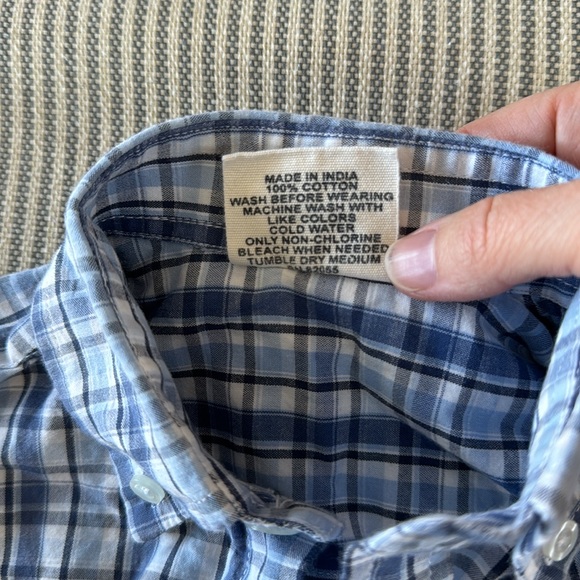 MADE IN INDIA
100% COTTON
WASH BEFORE WEARING
MACHINE WASH WITH
LIKE COLORS
COLD WATER
ONLY NON-CHLORINE
BLEACH WHEN NEEDED
TUMBLE DRY MEDIUM